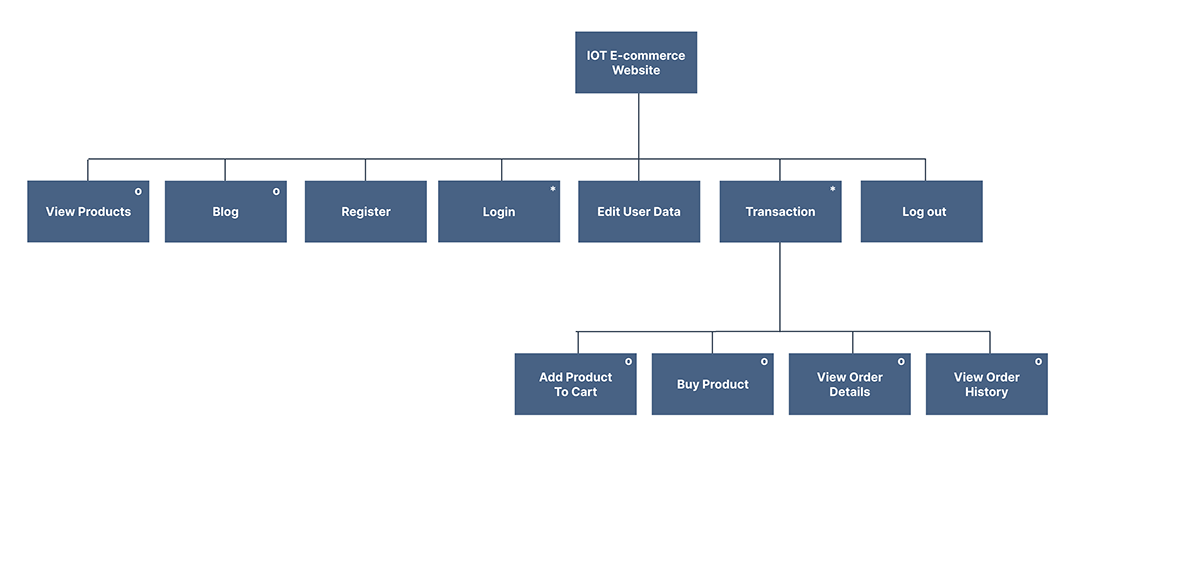 IOT E-commerce
Website
o
View Products
o
Blog
Register
*
Login
Edit User Data
*
Transaction
Log out
o
Add Product
To Cart
o
Buy Product
o
View Order
Details
o
View Order
History